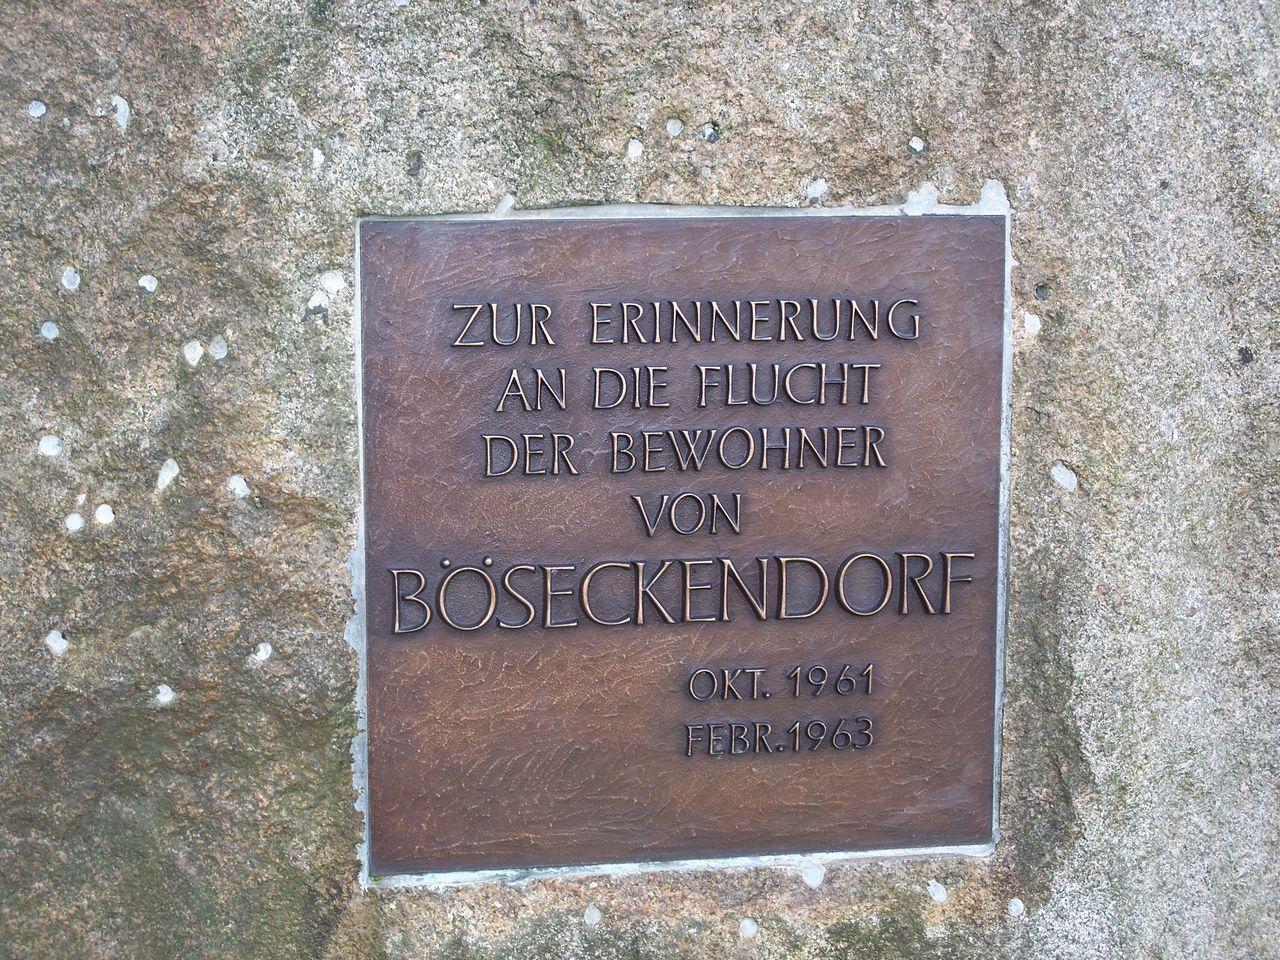 ZUR ERINNERUNG
AN DIE FLUCHT
DER BEWOHNER
VON
BÖSECKENDORF
OKT. 1961
FEBR. 1963